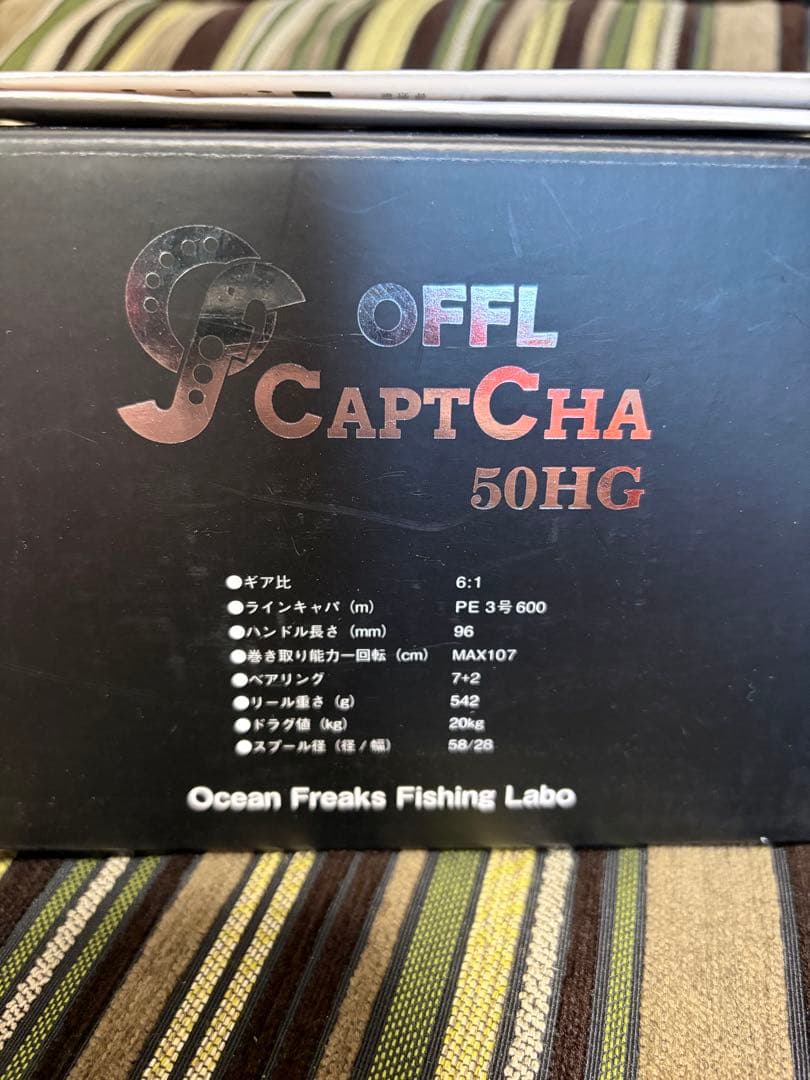 OFFL
CAPTCHA
50HG
●ギア比 6:1
●ラインキャパ（m） PE 3号 600
●ハンドル長さ（mm） 96
●巻き取り能力一回転（cm） MAX107
●ベアリング 7+2
●リール重さ（g） 542
●ドラグ値（kg） 20kg
●スプール径（径/幅） 58/28
Ocean Freaks Fishing Labo